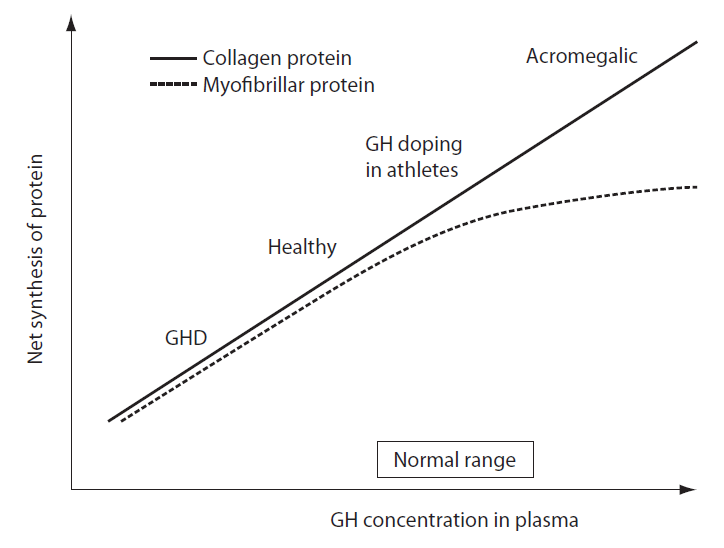 Collagen protein
Myofibrillar protein
Acromegalic
GH doping
in athletes
Healthy
GHD
Net synthesis of protein
Normal range
GH concentration in plasma